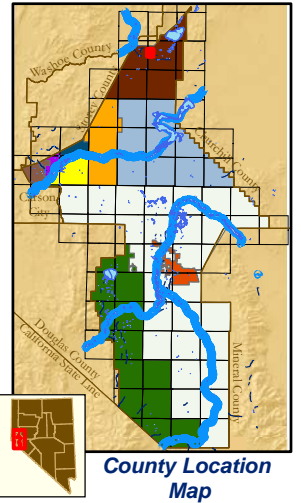 Washoe County
Storey County
Churchill County
Carson
City
Douglas County
California State Line
Mineral County
County Location
Map